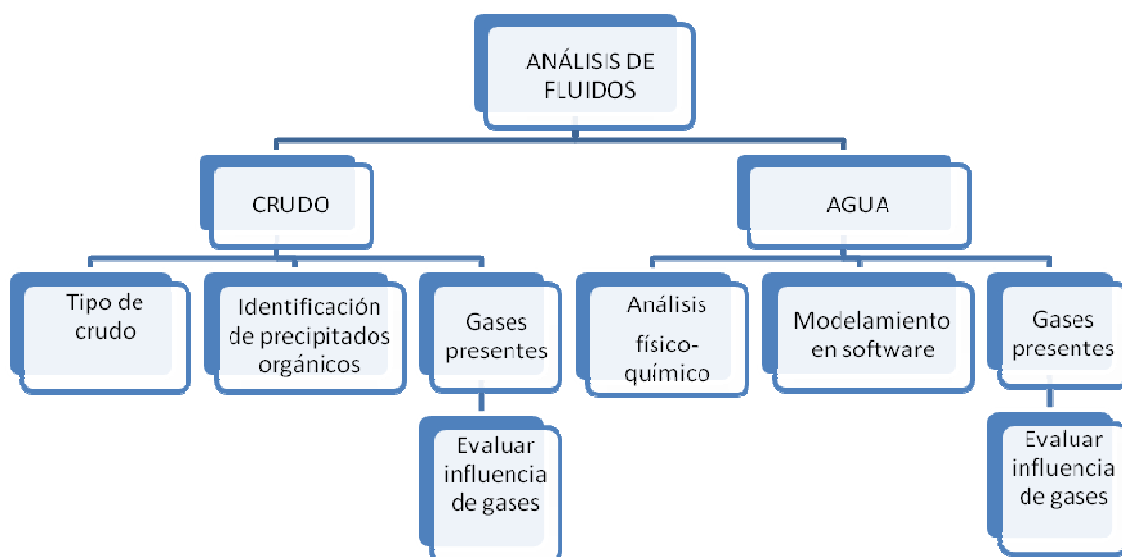 ANÁLISIS DE
FLUIDOS
CRUDO
AGUA
Tipo de
crudo
Identificación
de precipitados
orgánicos
Gases
presentes
Análisis
físico-
químico
Modelamiento
en software
Gases
presentes
Evaluar
influencia
de gases
Evaluar
influencia
de gases